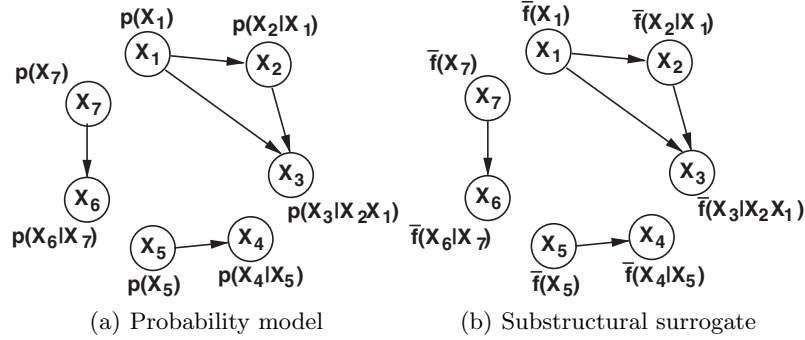 p(X₁)
X₁
p(X₂|X₁)
X₂
p(X₇)
X₇
X₃
p(X₃|X₂X₁)
X₆
p(X₆|X₇)
X₅
p(X₅)
X₄
p(X₄|X₅)
(a) Probability model
f̅(X₁)
X₁
f̅(X₂|X₁)
X₂
f̅(X₇)
X₇
X₃
f̅(X₃|X₂X₁)
X₆
f̅(X₆|X₇)
X₅
f̅(X₅)
X₄
f̅(X₄|X₅)
(b) Substructural surrogate